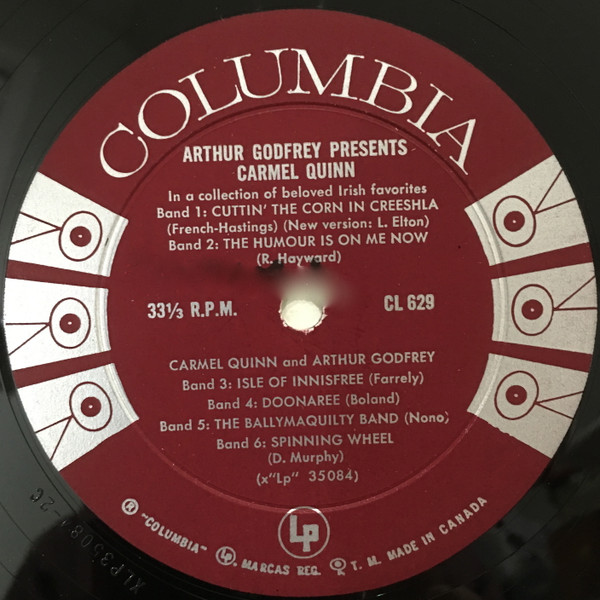 COLUMBIA
ARTHUR GODFREY PRESENTS
CARMEL QUINN
In a collection of beloved Irish favorites
Band 1: CUTTIN' THE CORN IN CREESHLA
(French-Hastings) (New version: L. Elton)
Band 2: THE HUMOUR IS ON ME NOW
(R. Hayward)
33⅓ R.P.M.
CL 629
CARMEL QUINN and ARTHUR GODFREY
Band 3: ISLE OF INNISFREE (Farrely)
Band 4: DOONAREE (Boland)
Band 5: THE BALLYMAQUILTY BAND (Nono)
Band 6: SPINNING WHEEL
(D. Murphy)
(x"Lp" 35084)
Lp
® "COLUMBIA" Lp. MARCAS REG. T. M. MADE IN CANADA